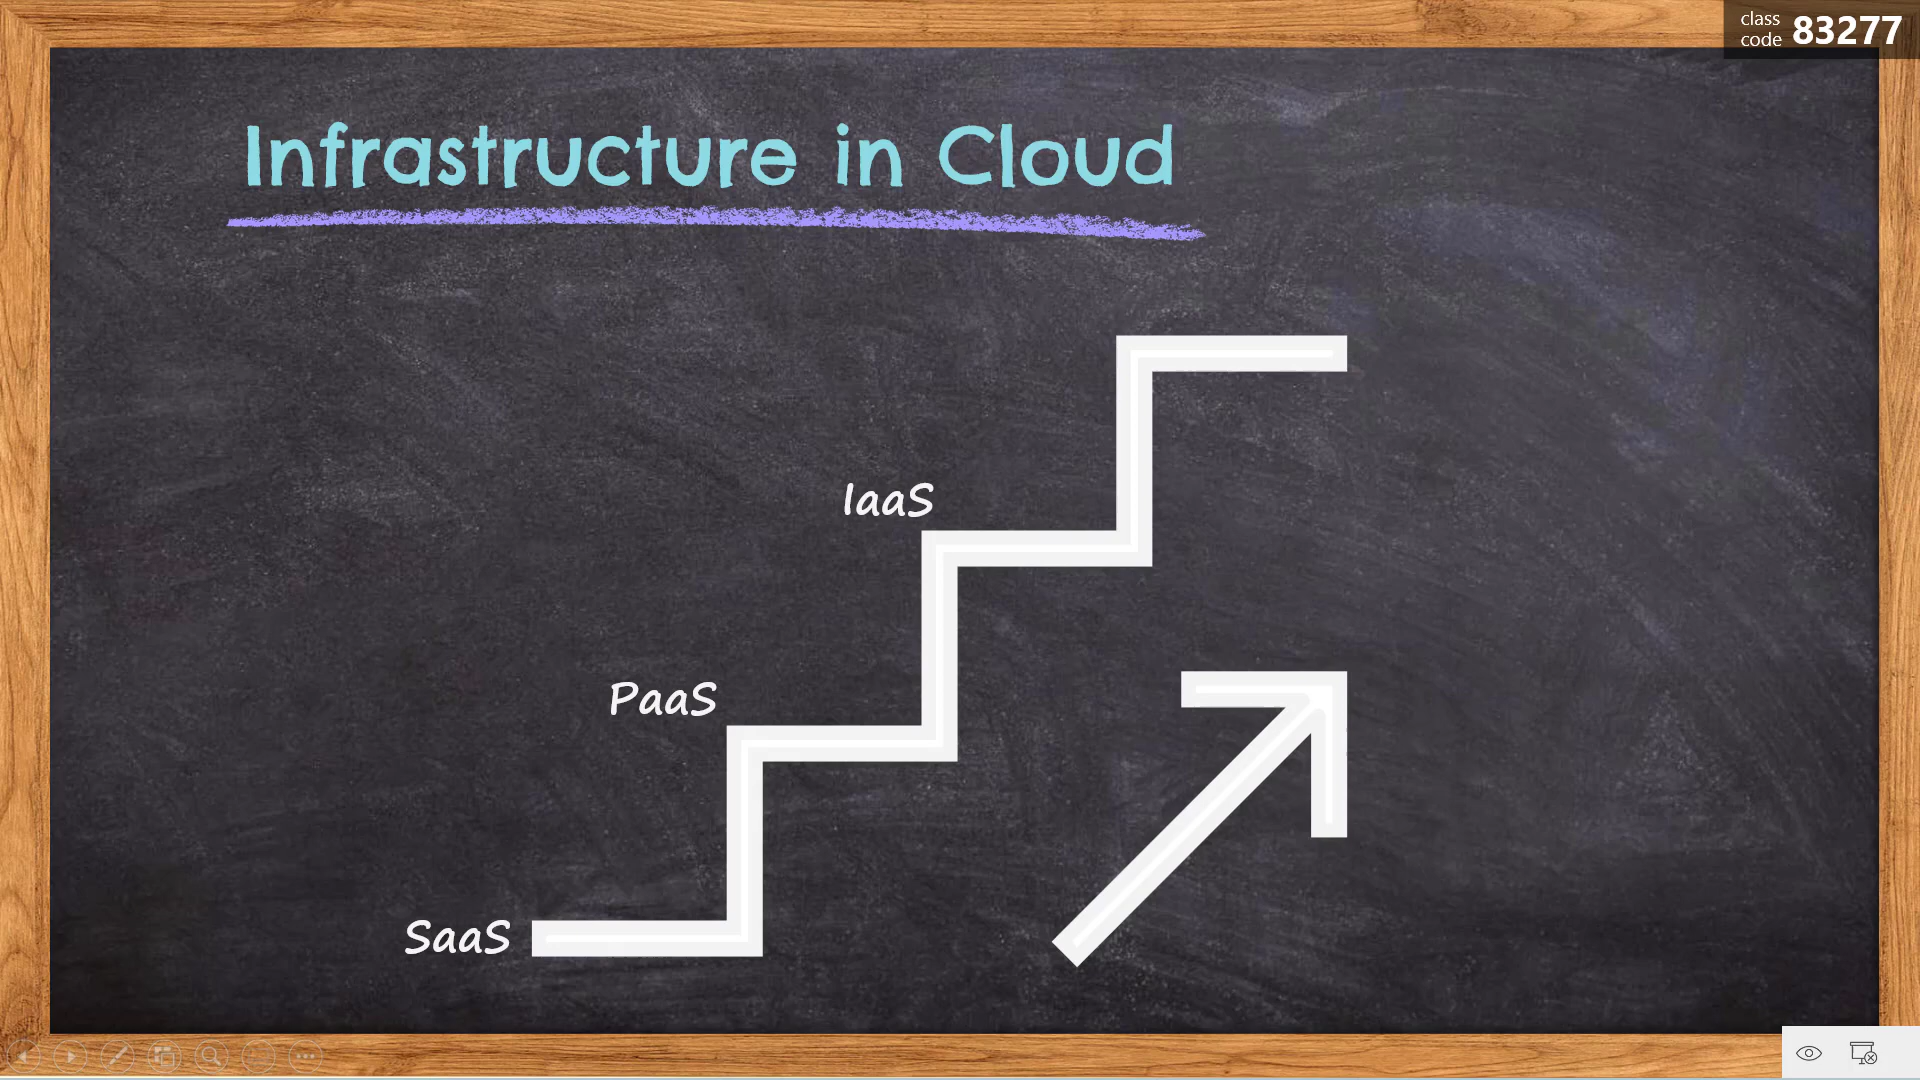 class
code 83277
Infrastructure in Cloud
IaaS
PaaS
SaaS